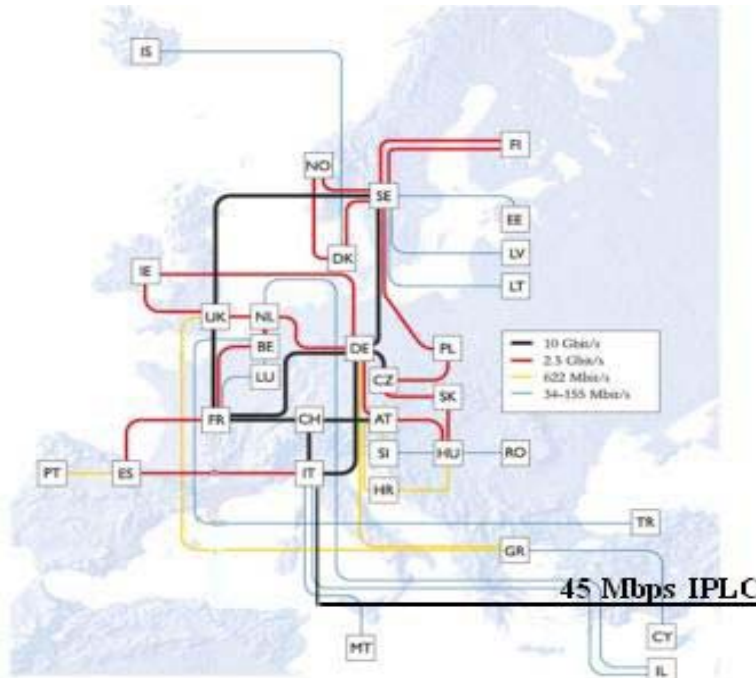 IS
FI
NO
SE
EE
DK
LV
IE
LT
UK
NL
10 Gbit/s
BE
DE
PL
2.5 Gbit/s
LU
CZ
622 Mbit/s
SK
34-155 Mbit/s
FR
CH
AT
PT
ES
IT
SI
HU
RO
HR
TR
GR
45 Mbps IPLC
MT
CY
IL